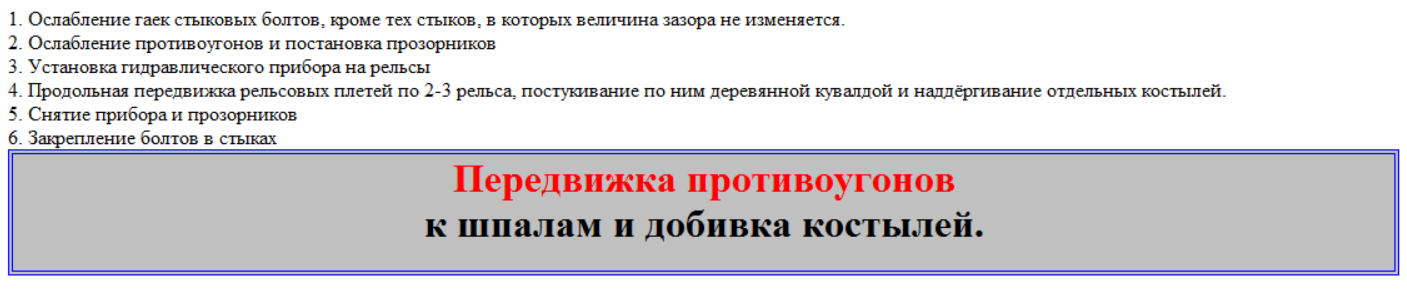 1. Ослабление гаек стыковых болтов, кроме тех стыков, в которых величина зазора не изменяется.
2. Ослабление противоугонов и постановка прозорников
3. Установка гидравлического прибора на рельсы
4. Продольная передвижка рельсовых плетей по 2-3 рельса, постукивание по ним деревянной кувалдой и наддёргивание отдельных костылей.
5. Снятие прибора и прозорников
6. Закрепление болтов в стыках
Передвижка противоугонов
к шпалам и добивка костылей.